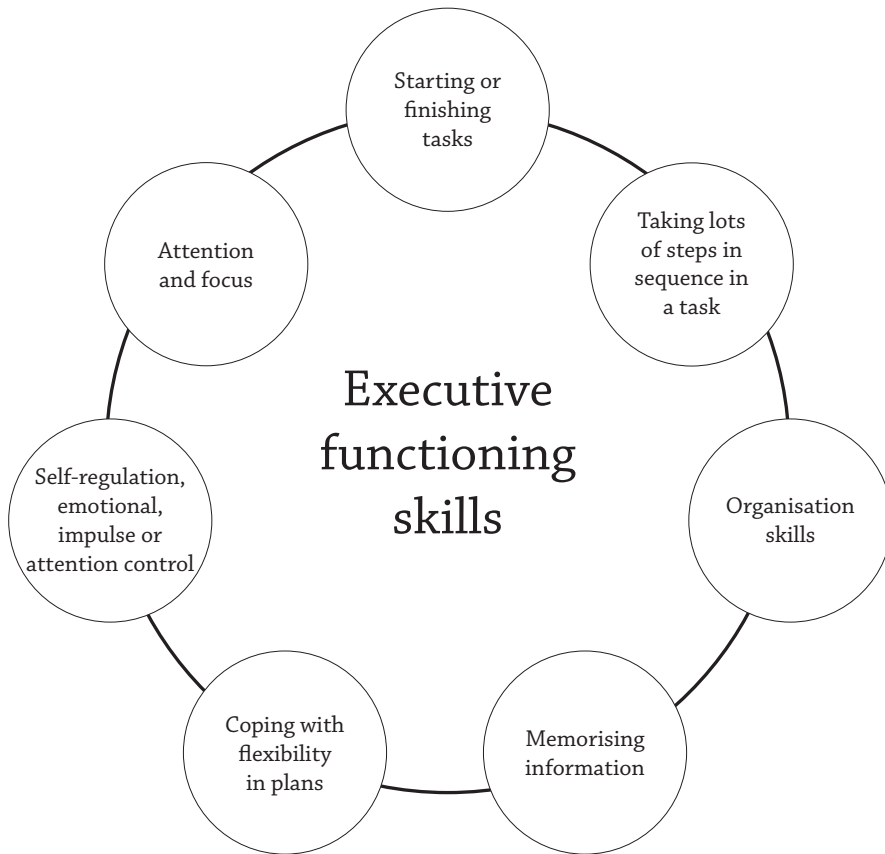 Starting or
finishing
tasks
Taking lots
of steps in
sequence in
a task
Organisation
skills
Memorising
information
Coping with
flexibility
in plans
Self-regulation,
emotional,
impulse or
attention control
Attention
and focus
Executive
functioning
skills